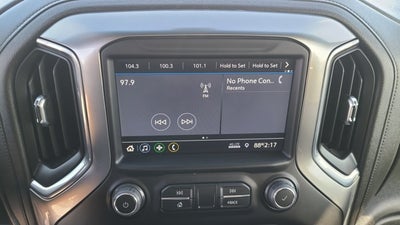 104.3 100.3 101.1 Hold to Set Hold to Set
97.9
FM
No Phone Con...
Recents
88° 2:17
BACK